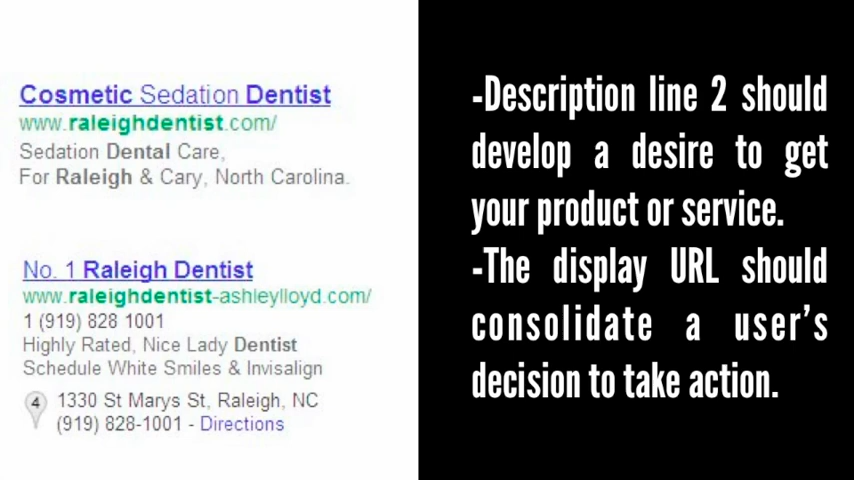 Cosmetic Sedation Dentist
www.raleighdentist.com/
Sedation Dental Care,
For Raleigh & Cary, North Carolina.
No. 1 Raleigh Dentist
www.raleighdentist-ashleylloyd.com/
1 (919) 828 1001
Highly Rated, Nice Lady Dentist
Schedule White Smiles & Invisalign
4
1330 St Marys St, Raleigh, NC
(919) 828-1001 - Directions
-Description line 2 should
develop a desire to get
your product or service.
-The display URL should
consolidate a user's
decision to take action.